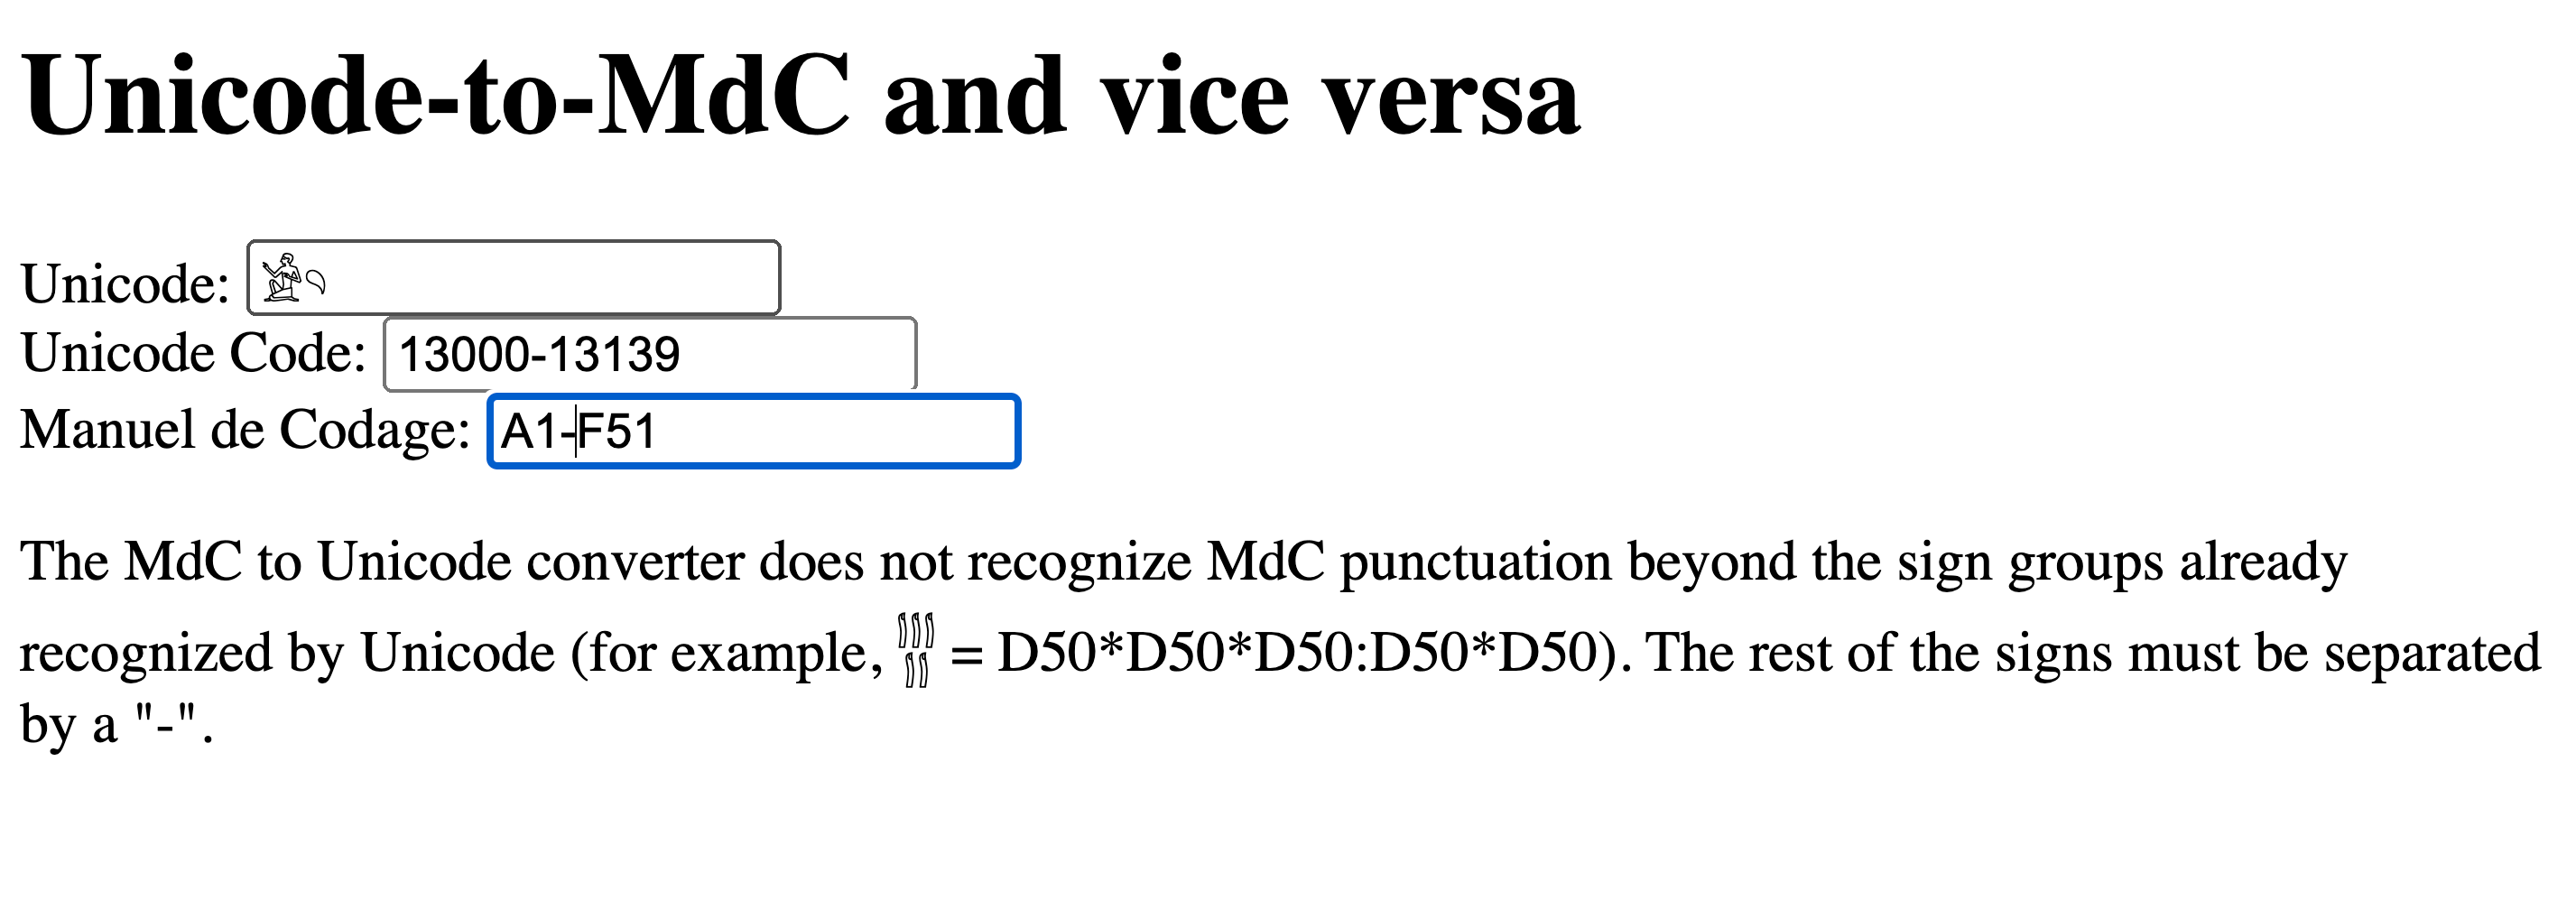 Unicode-to-MdC and vice versa
Unicode: 𓀀𓄹
Unicode Code: 13000-13139
Manuel de Codage: A1-F51
The MdC to Unicode converter does not recognize MdC punctuation beyond the sign groups already
recognized by Unicode (for example, 𓂱 = D50*D50*D50:D50*D50). The rest of the signs must be separated
by a "-".